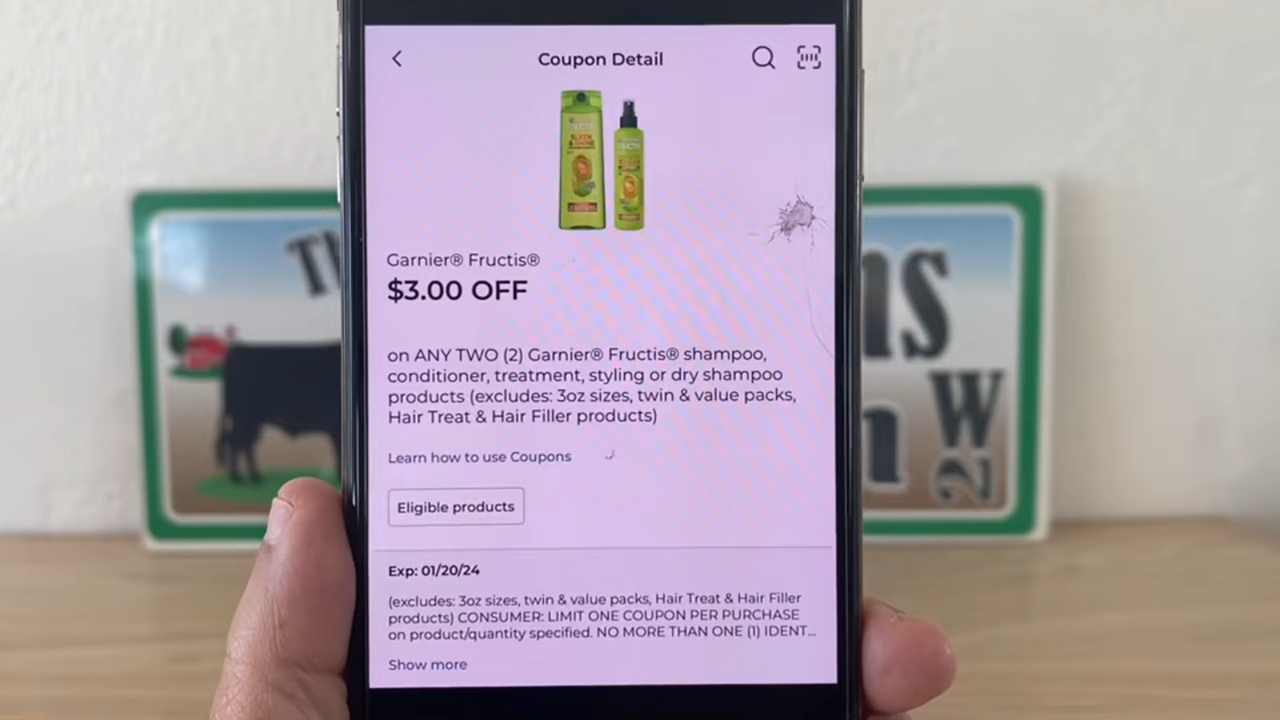 Coupon Detail
Garnier® Fructis®
$3.00 OFF
on ANY TWO (2) Garnier® Fructis® shampoo,
conditioner, treatment, styling or dry shampoo
products (excludes: 3oz sizes, twin & value packs,
Hair Treat & Hair Filler products)
Learn how to use Coupons
Eligible products
Exp: 01/20/24
(excludes: 3oz sizes, twin & value packs, Hair Treat & Hair Filler
products) CONSUMER: LIMIT ONE COUPON PER PURCHASE
on product/quantity specified. NO MORE THAN ONE (1) IDENT...
Show more